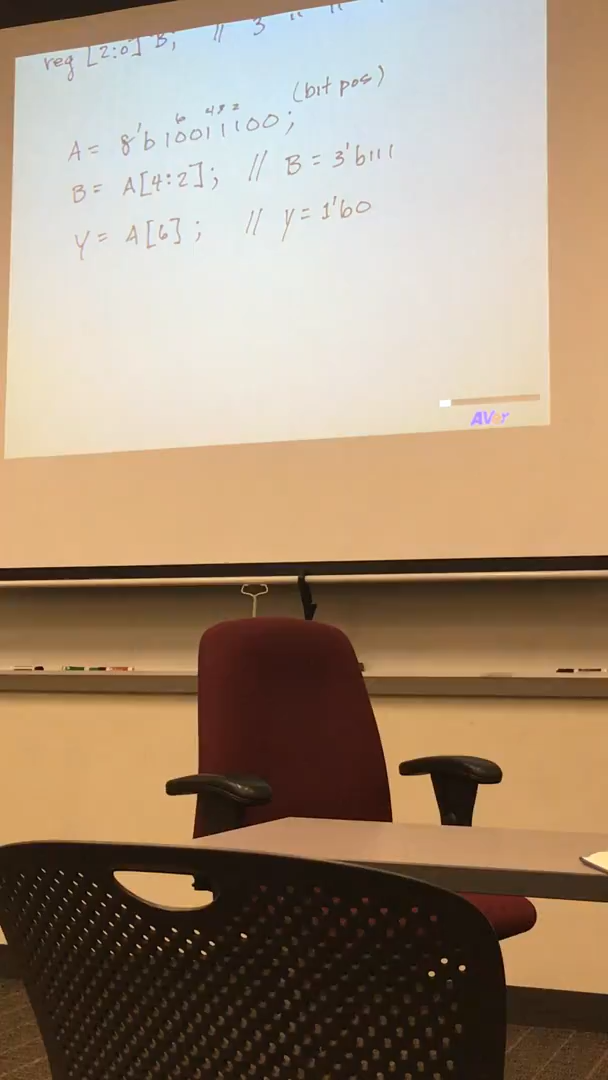 reg [2:0] B; // 3 " "
(bit pos)
6 4 3 2
A = 8'b10011100;
B = A[4:2]; // B = 3'b111
Y = A[6]; // y = 1'b0
AVer